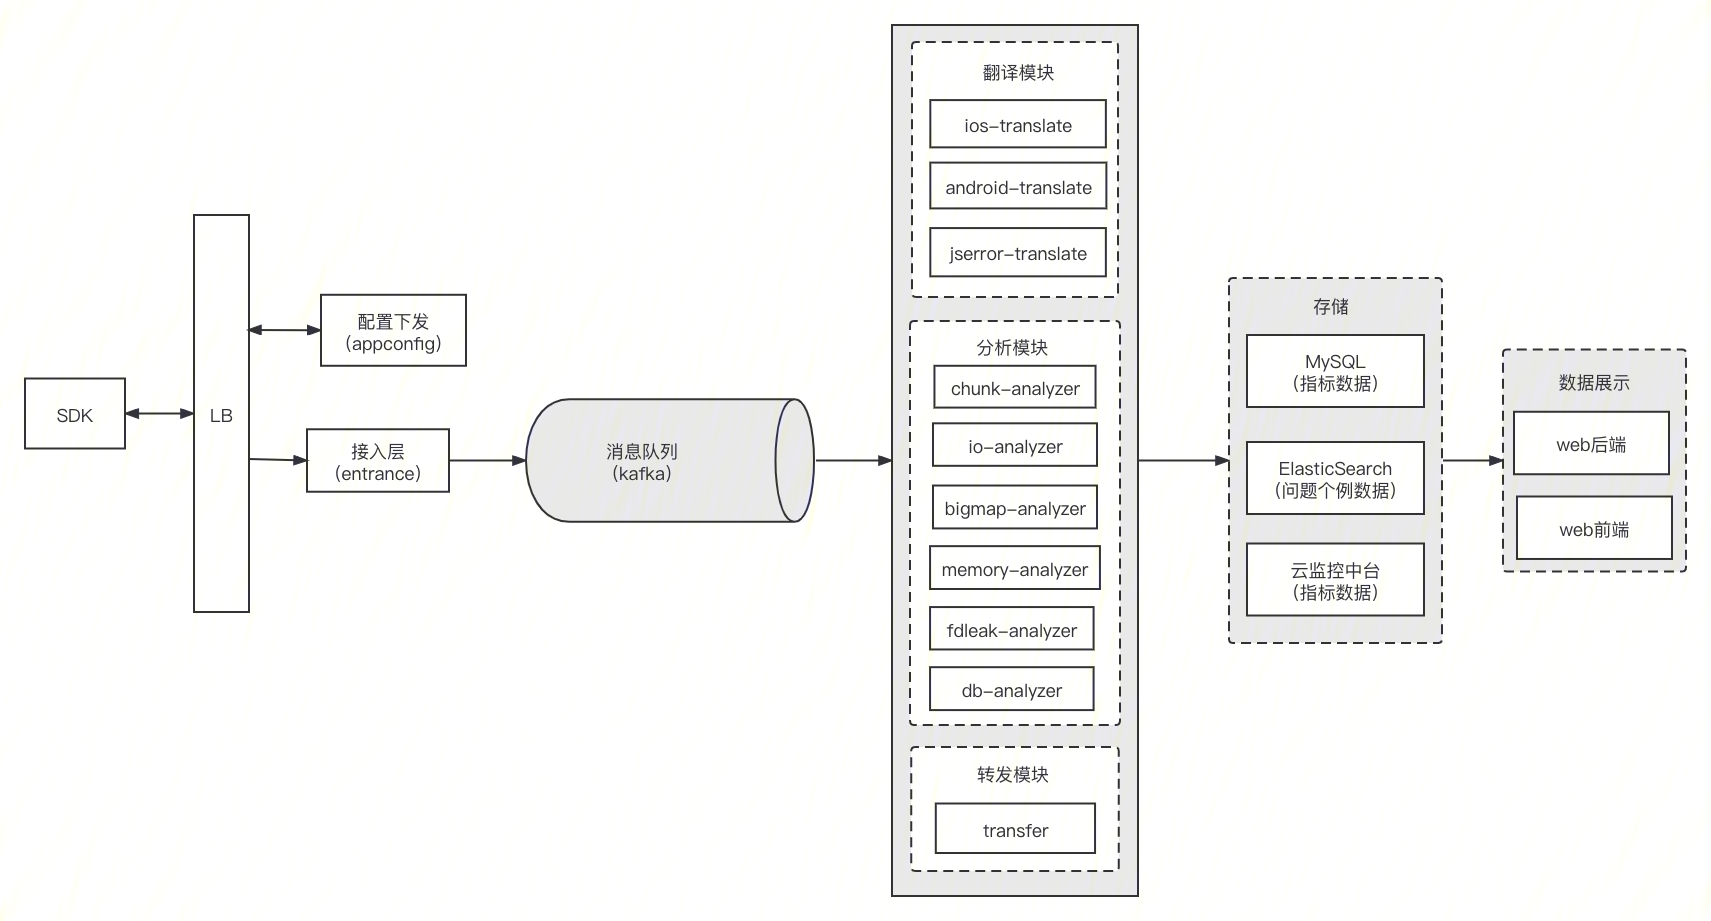 SDK
LB
配置下发
(appconfig)
接入层
(entrance)
消息队列
(kafka)
翻译模块
ios-translate
android-translate
jserror-translate
分析模块
chunk-analyzer
io-analyzer
bigmap-analyzer
memory-analyzer
fdleak-analyzer
db-analyzer
转发模块
transfer
存储
MySQL
(指标数据)
ElasticSearch
(问题个例数据)
云监控中台
(指标数据)
数据展示
web后端
web前端